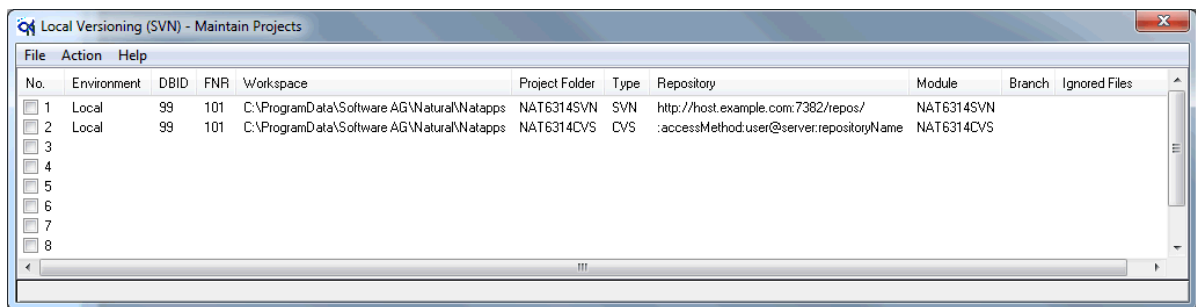 Local Versioning (SVN) - Maintain Projects
File Action Help
No. Environment DBID FNR Workspace Project Folder Type Repository Module Branch Ignored Files
1 Local 99 101 C:\ProgramData\Software AG\Natural\Natapps NAT6314SVN SVN http://host.example.com:7382/repos/ NAT6314SVN
2 Local 99 101 C:\ProgramData\Software AG\Natural\Natapps NAT6314CVS CVS :accessMethod:user@server:repositoryName NAT6314CVS
3
4
5
6
7
8